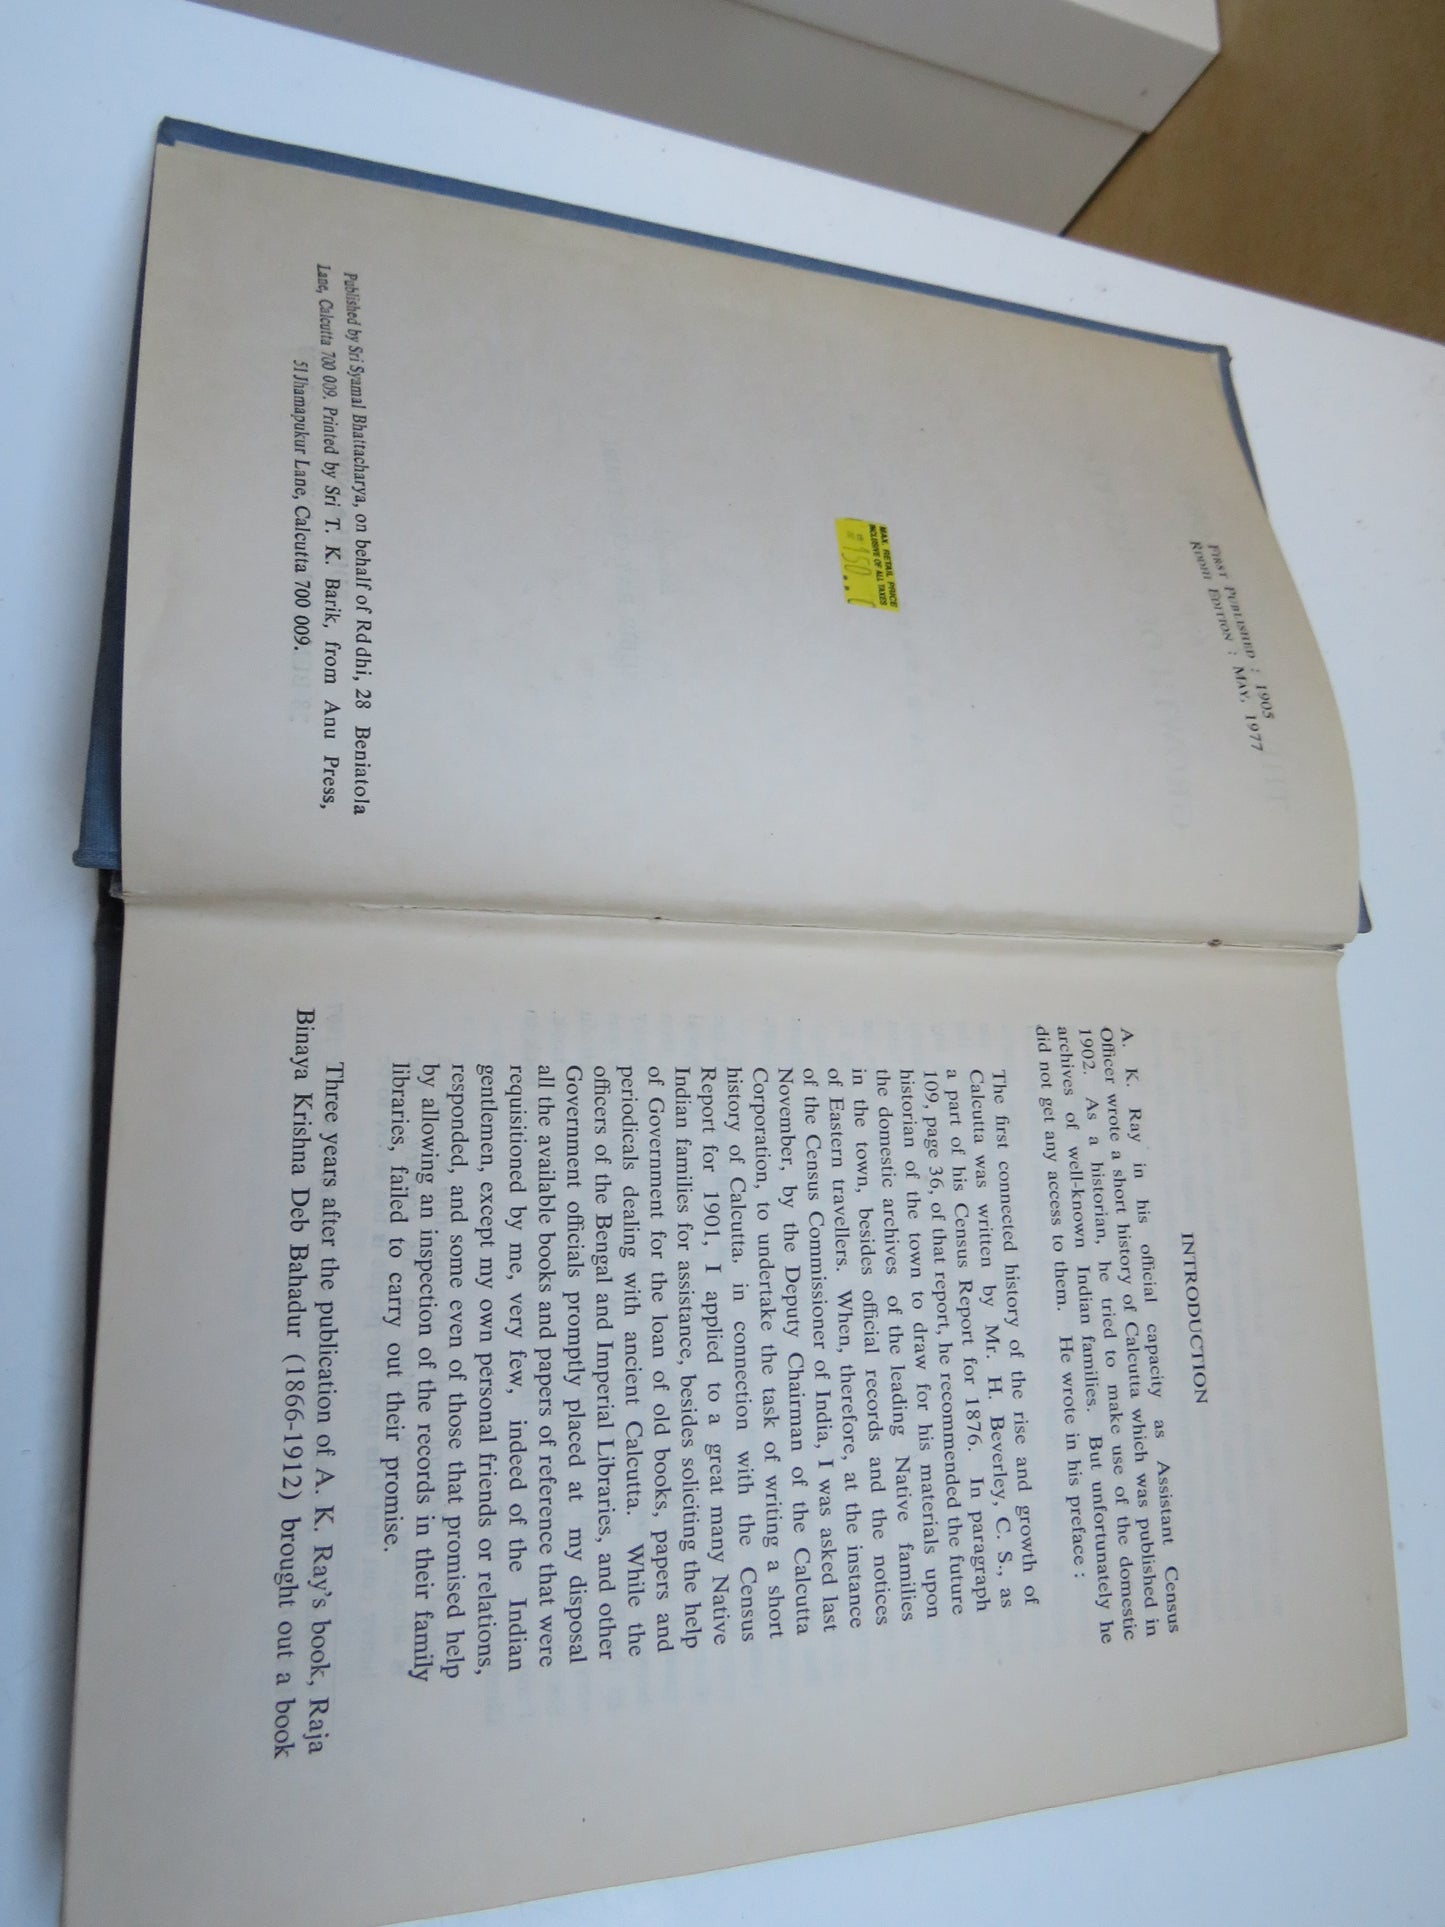 FIRST PUBLISHED : 1905
RDDHI EDITION : MAY, 1977
MAX. RETAIL PRICE
INCLUSIVE OF ALL TAXES
150..
Published by Sri Syamal Bhattacharya, on behalf of Rddhi, 28 Beniatola
Lane, Calcutta 700 009. Printed by Sri T. K. Barik, from Anu Press,
51 Jhamapukur Lane, Calcutta 700 009.
INTRODUCTION
A. K. Ray in his official capacity as Assistant Census
Officer wrote a short history of Calcutta which was published in
1902. As a historian, he tried to make use of the domestic
archives of well-known Indian families. But unfortunately he
did not get any access to them. He wrote in his preface :
The first connected history of the rise and growth of
Calcutta was written by Mr. H. Beverley, C. S., as
a part of his Census Report for 1876. In paragraph
109, page 36, of that report, he recommended the future
historian of the town to draw for his materials upon
the domestic archives of the leading Native families
in the town, besides official records and the notices
of Eastern travellers. When, therefore, at the instance
of the Census Commissioner of India, I was asked last
November, by the Deputy Chairman of the Calcutta
Corporation, to undertake the task of writing a short
history of Calcutta, in connection with the Census
Report for 1901, I applied to a great many Native
Indian families for assistance, besides soliciting the help
of Government for the loan of old books, papers and
periodicals dealing with ancient Calcutta. While the
officers of the Bengal and Imperial Libraries, and other
Government officials promptly placed at my disposal
all the available books and papers of reference that were
requisitioned by me, very few, indeed of the Indian
gentlemen, except my own personal friends or relations,
responded, and some even of those that promised help
by allowing an inspection of the records in their family
libraries, failed to carry out their promise.
Three years after the publication of A. K. Ray's book, Raja
Binaya Krishna Deb Bahadur (1866-1912) brought out a book